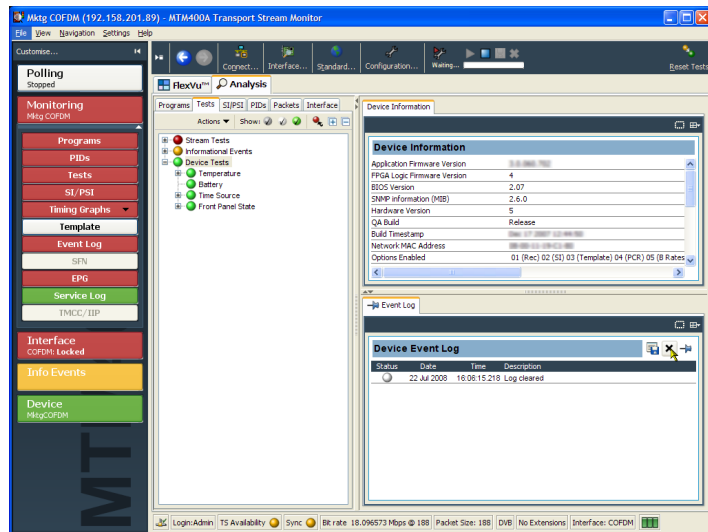 Mktg COFDM (192.158.201.89) - MTM400A Transport Stream Monitor
File View Navigation Settings Help
Customise...
Polling
Stopped
Monitoring
Mktg COFDM
Programs
PIDs
Tests
SI/PSI
Timing Graphs
Template
Event Log
SFN
EPG
Service Log
TMCC/IIP
Interface
COFDM: Locked
Info Events
Device
MktgCOFDM
MTM
Connect... Interface... Standard... Configuration... Waiting... Reset Tests
FlexVu™ Analysis
Programs Tests SI/PSI PIDs Packets Interface
Actions Show:
Stream Tests
Informational Events
Device Tests
Temperature
Battery
Time Source
Front Panel State
Device Information
Device Information
Application Firmware Version
FPGA Logic Firmware Version 4
BIOS Version 2.07
SNMP information (MIB) 2.6.0
Hardware Version 5
QA Build Release
Build Timestamp
Network MAC Address
Options Enabled 01 (Rec) 02 (SI) 03 (Template) 04 (PCR) 05 (B Rates
Event Log
Device Event Log
Status Date Time Description
22 Jul 2008 16:06:15.218 Log cleared
Login:Admin TS Availability Sync Bit rate 18.096573 Mbps @ 188 Packet Size: 188 DVB No Extensions Interface: COFDM